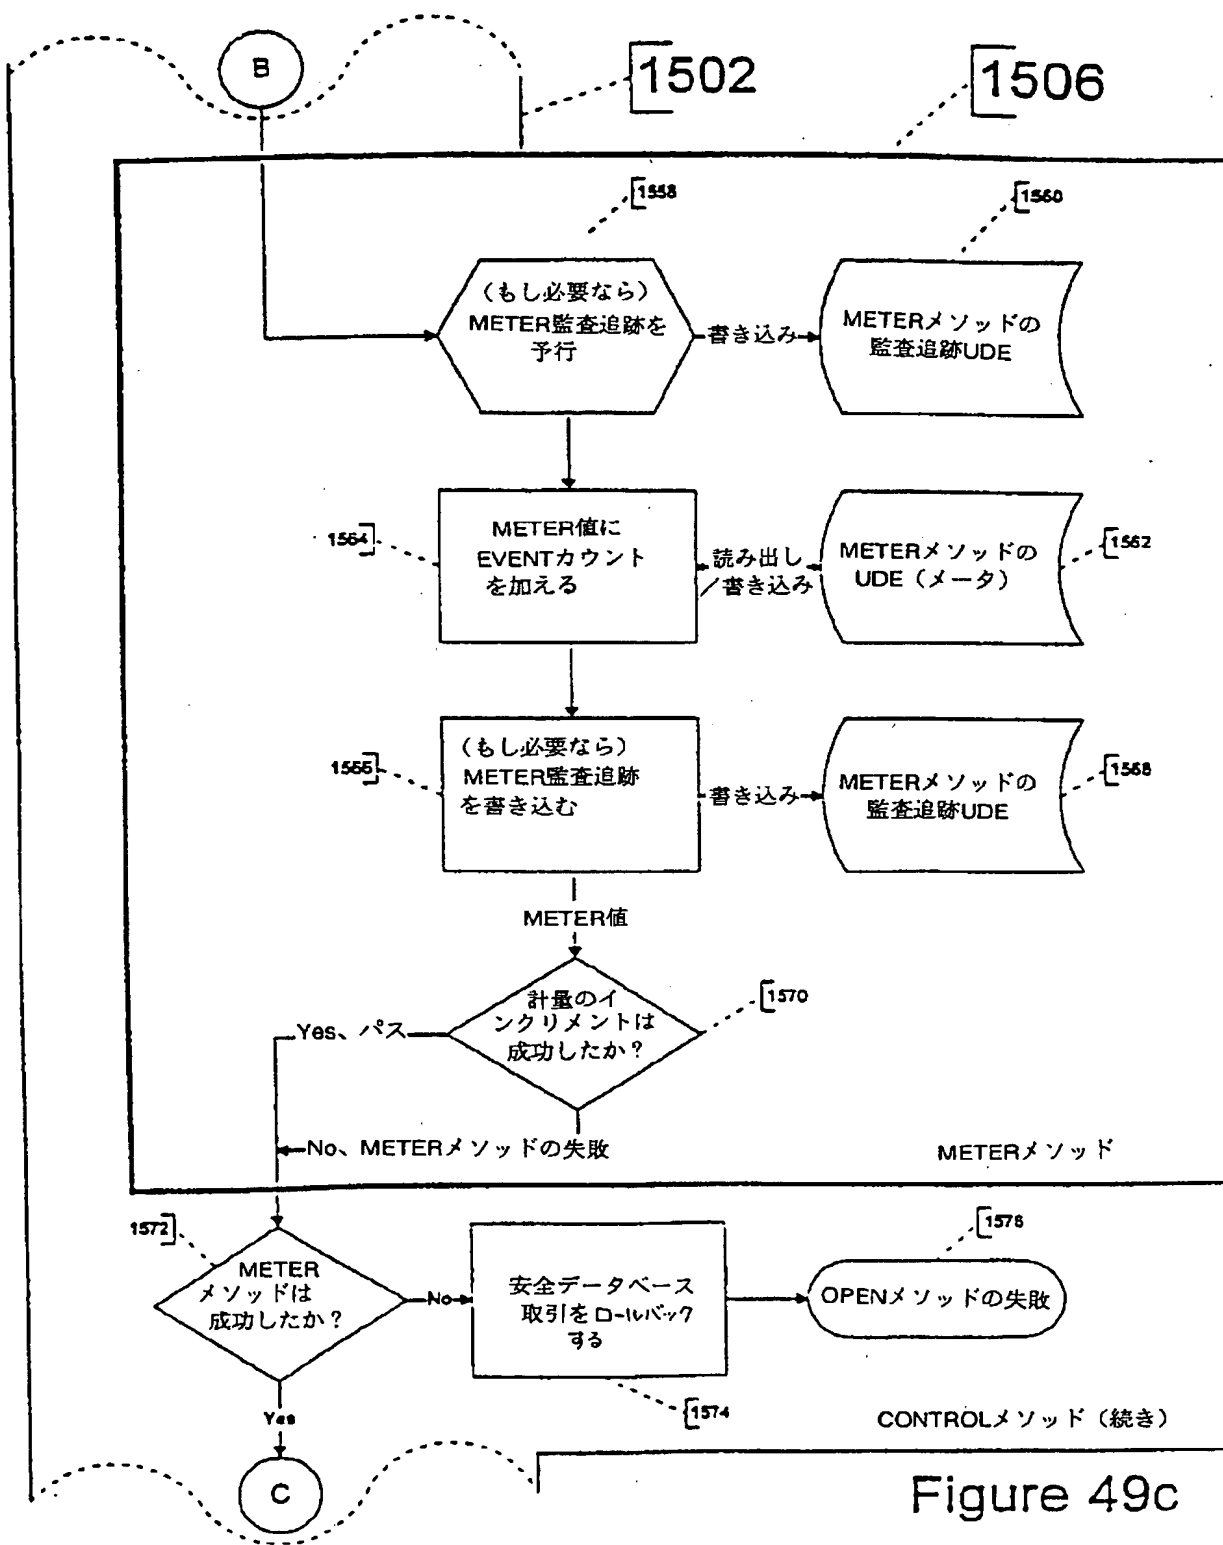 B
1502
1506
1558
1560
（もし必要なら）
METER監査追跡を
予行
書き込み
METERメソッドの
監査追跡UDE
1564
METER値に
EVENTカウント
を加える
読み出し
／書き込み
METERメソッドの
UDE（メータ）
1562
1566
（もし必要なら）
METER監査追跡
を書き込む
書き込み
METERメソッドの
監査追跡UDE
1568
METER値
計量のイ
ンクリメントは
成功したか？
1570
Yes、パス
No、METERメソッドの失敗
METERメソッド
1572
METER
メソッドは
成功したか？
No
安全データベース
取引をロールバック
する
1576
OPENメソッドの失敗
1574
Yes
CONTROLメソッド（続き）
C
Figure 49c